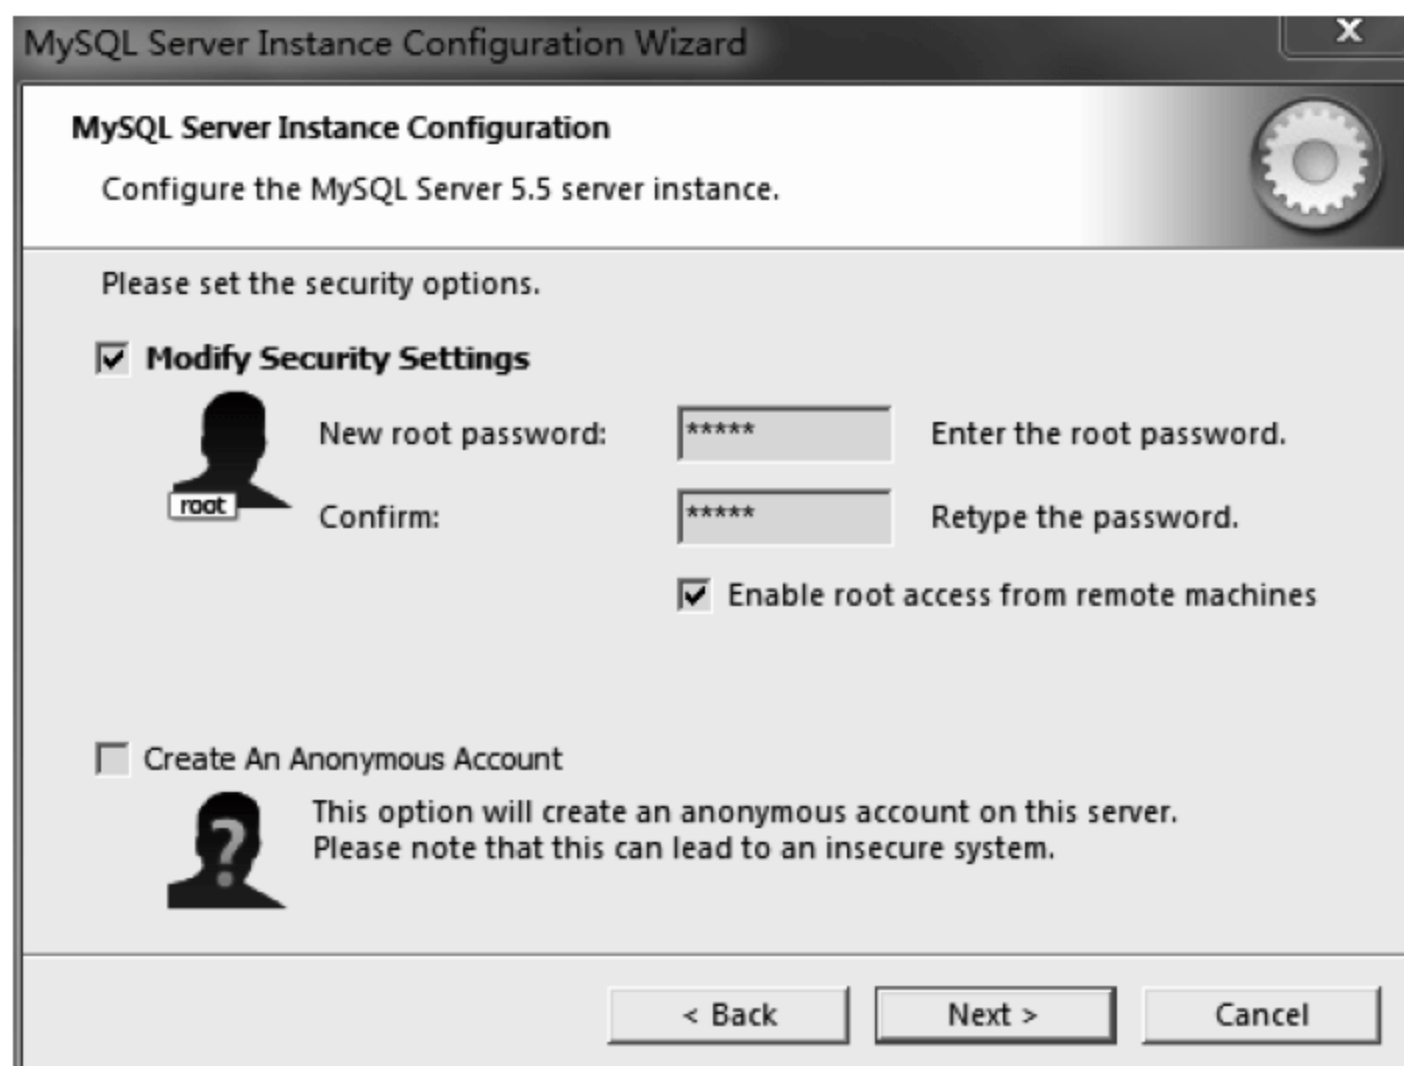 MySQL Server Instance Configuration Wizard
X
MySQL Server Instance Configuration
Configure the MySQL Server 5.5 server instance.
Please set the security options.
Modify Security Settings
root
New root password:
*****
Enter the root password.
Confirm:
*****
Retype the password.
Enable root access from remote machines
Create An Anonymous Account
?
This option will create an anonymous account on this server.
Please note that this can lead to an insecure system.
< Back
Next >
Cancel